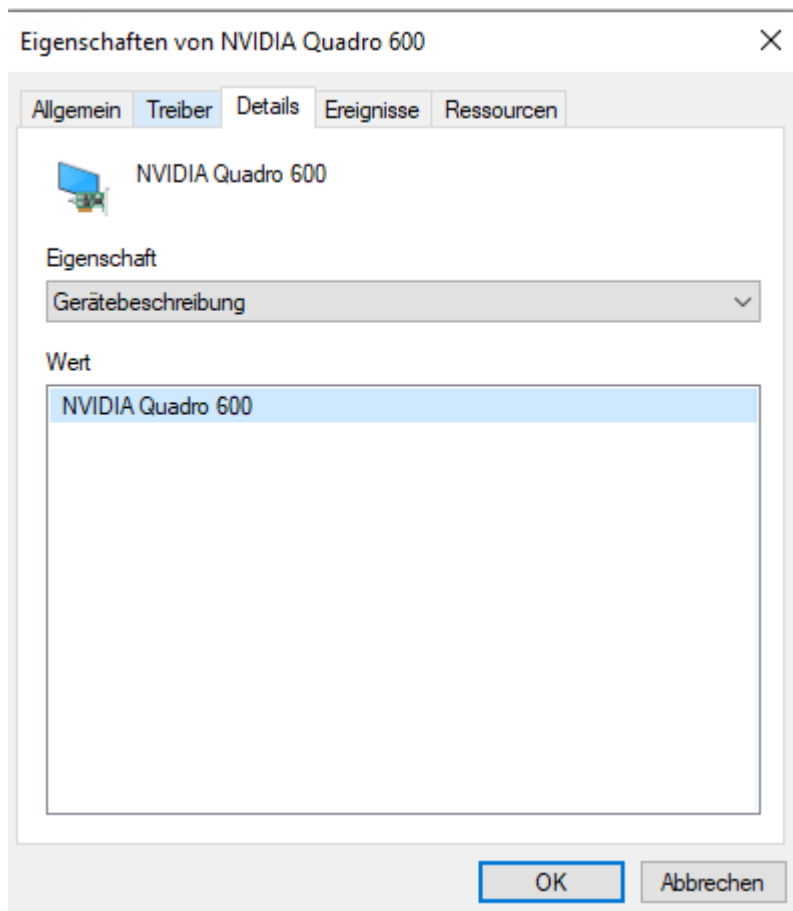 Eigenschaften von NVIDIA Quadro 600
Allgemein Treiber Details Ereignisse Ressourcen
NVIDIA Quadro 600
Eigenschaft
Gerätebeschreibung
Wert
NVIDIA Quadro 600
OK Abbrechen